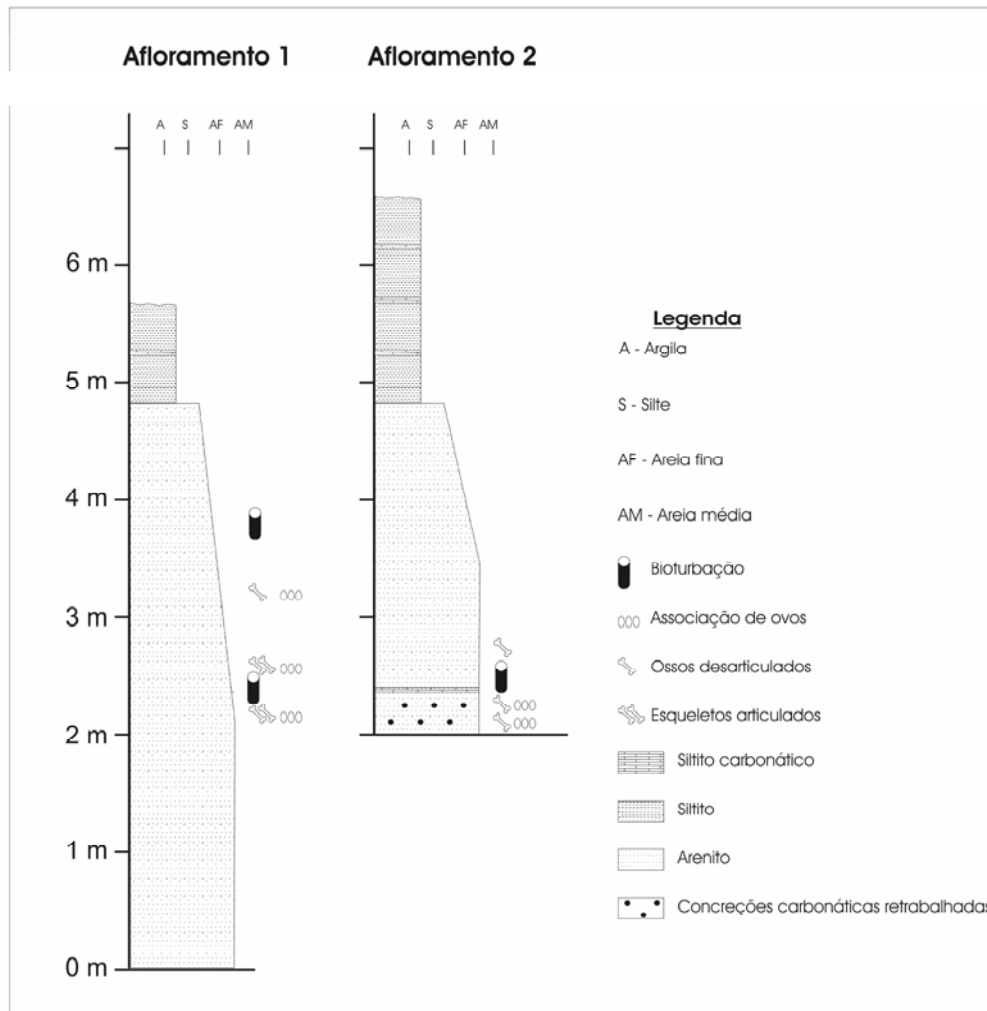 Afloramento 1 Afloramento 2
A S AF AM A S AF AM
6 m
5 m
4 m
3 m
2 m
1 m
0 m
Legenda
A - Argila
S - Silte
AF - Areia fina
AM - Areia média
Bioturbação
Associação de ovos
Ossos desarticulados
Esqueletos articulados
Siltito carbonático
Siltito
Arenito
Concreções carbonáticas retrabalhadas